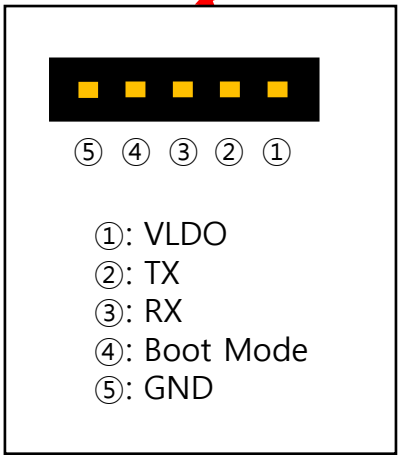 ⑤ ④ ③ ② ①
①: VLDO
②: TX
③: RX
④: Boot Mode
⑤: GND